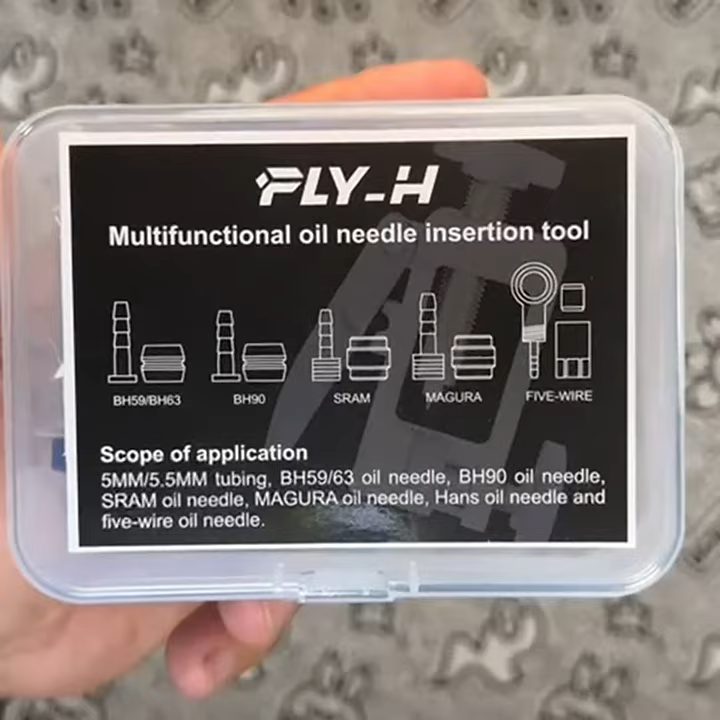 FLY-H
Multifunctional oil needle insertion tool
BH59/BH63 BH90 SRAM MAGURA FIVE-WIRE
Scope of application
5MM/5.5MM tubing, BH59/63 oil needle, BH90 oil needle,
SRAM oil needle, MAGURA oil needle, Hans oil needle and
five-wire oil needle.